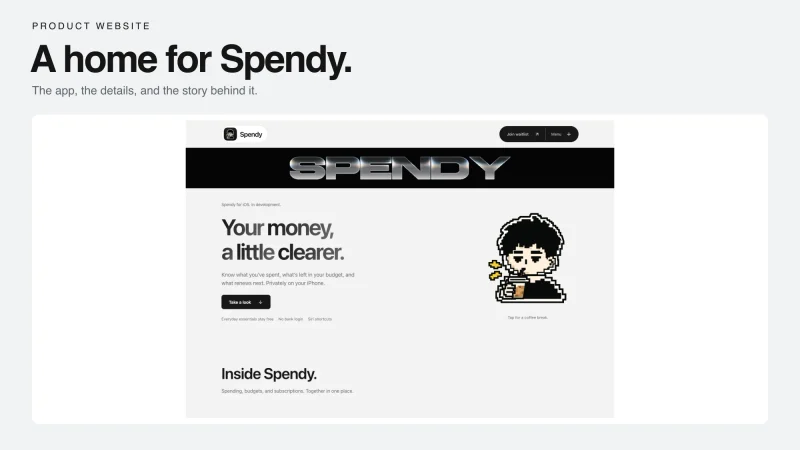 PRODUCT WEBSITE
A home for Spendy.
The app, the details, and the story behind it.
Spendy
Join waitlist
Menu
SPENDY
Spendy for iOS. In development.
Your money,
a little clearer.
Know what you've spent, what's left in your budget, and
what renews next. Privately on your iPhone.
Take a look
Everyday essentials stay free
No bank login
Siri shortcuts
Tap for a coffee break
Inside Spendy.
Spending, budgets, and subscriptions. Together in one place.